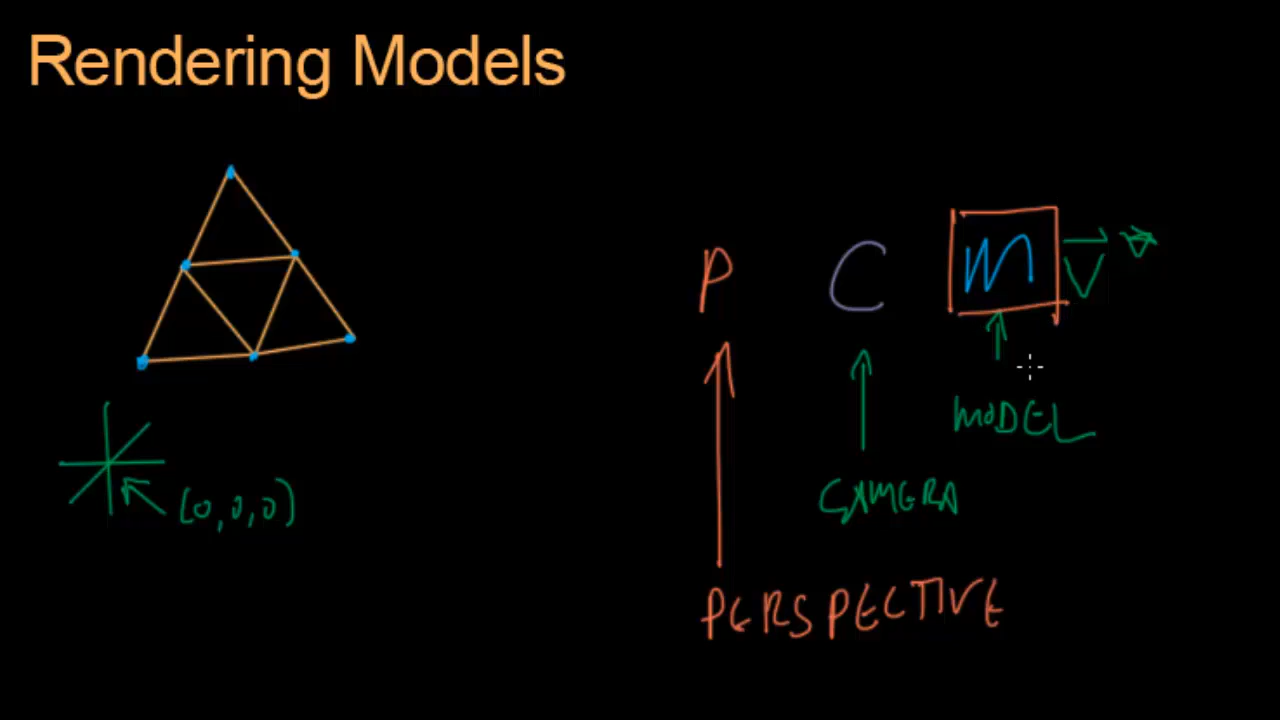 Rendering Models
P C M V
MODEL
(0,0,0)
CAMERA
PERSPECTIVE